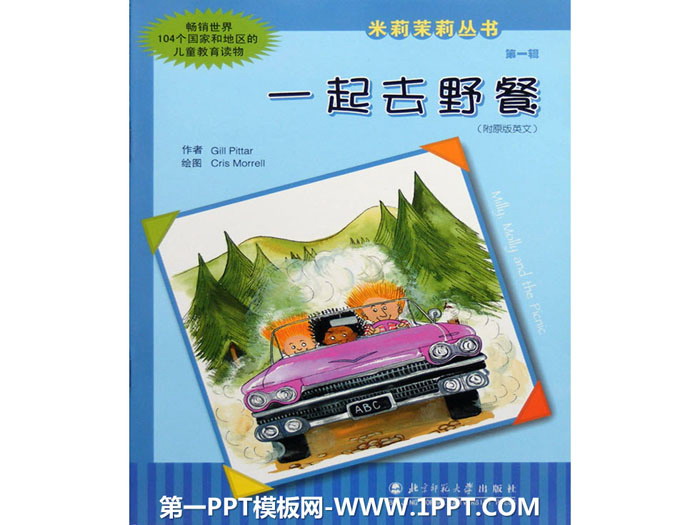 畅销世界
104个国家和地区的
儿童教育读物
米莉茉莉丛书
第一辑
一起去野餐
（附原版英文）
作者 Gill Pittar
绘图 Cris Morrell
Milly, Molly and the Picnic
ABC
北京师范大学出版社
第一PPT模板网-WWW.1PPT.COM